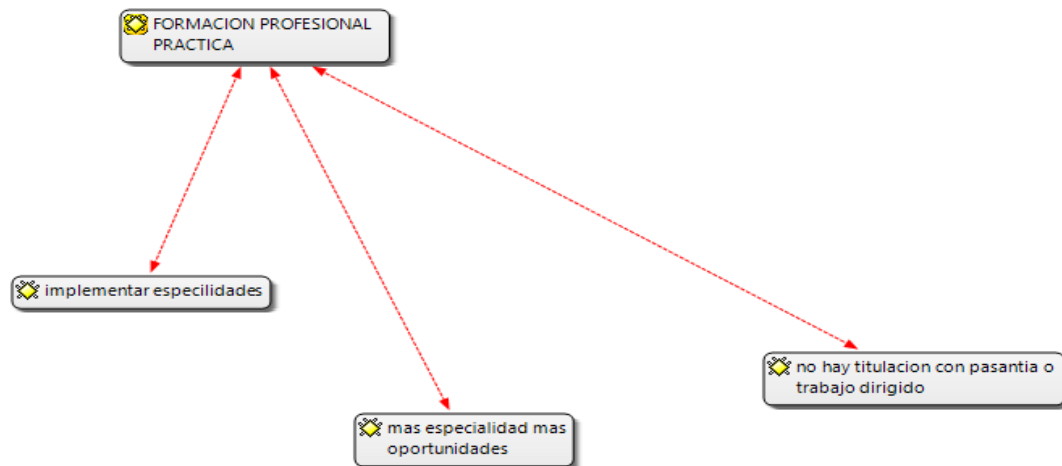 FORMACION PROFESIONAL
PRACTICA
implementar especilidades
no hay titulacion con pasantia o
trabajo dirigido
mas especialidad mas
oportunidades